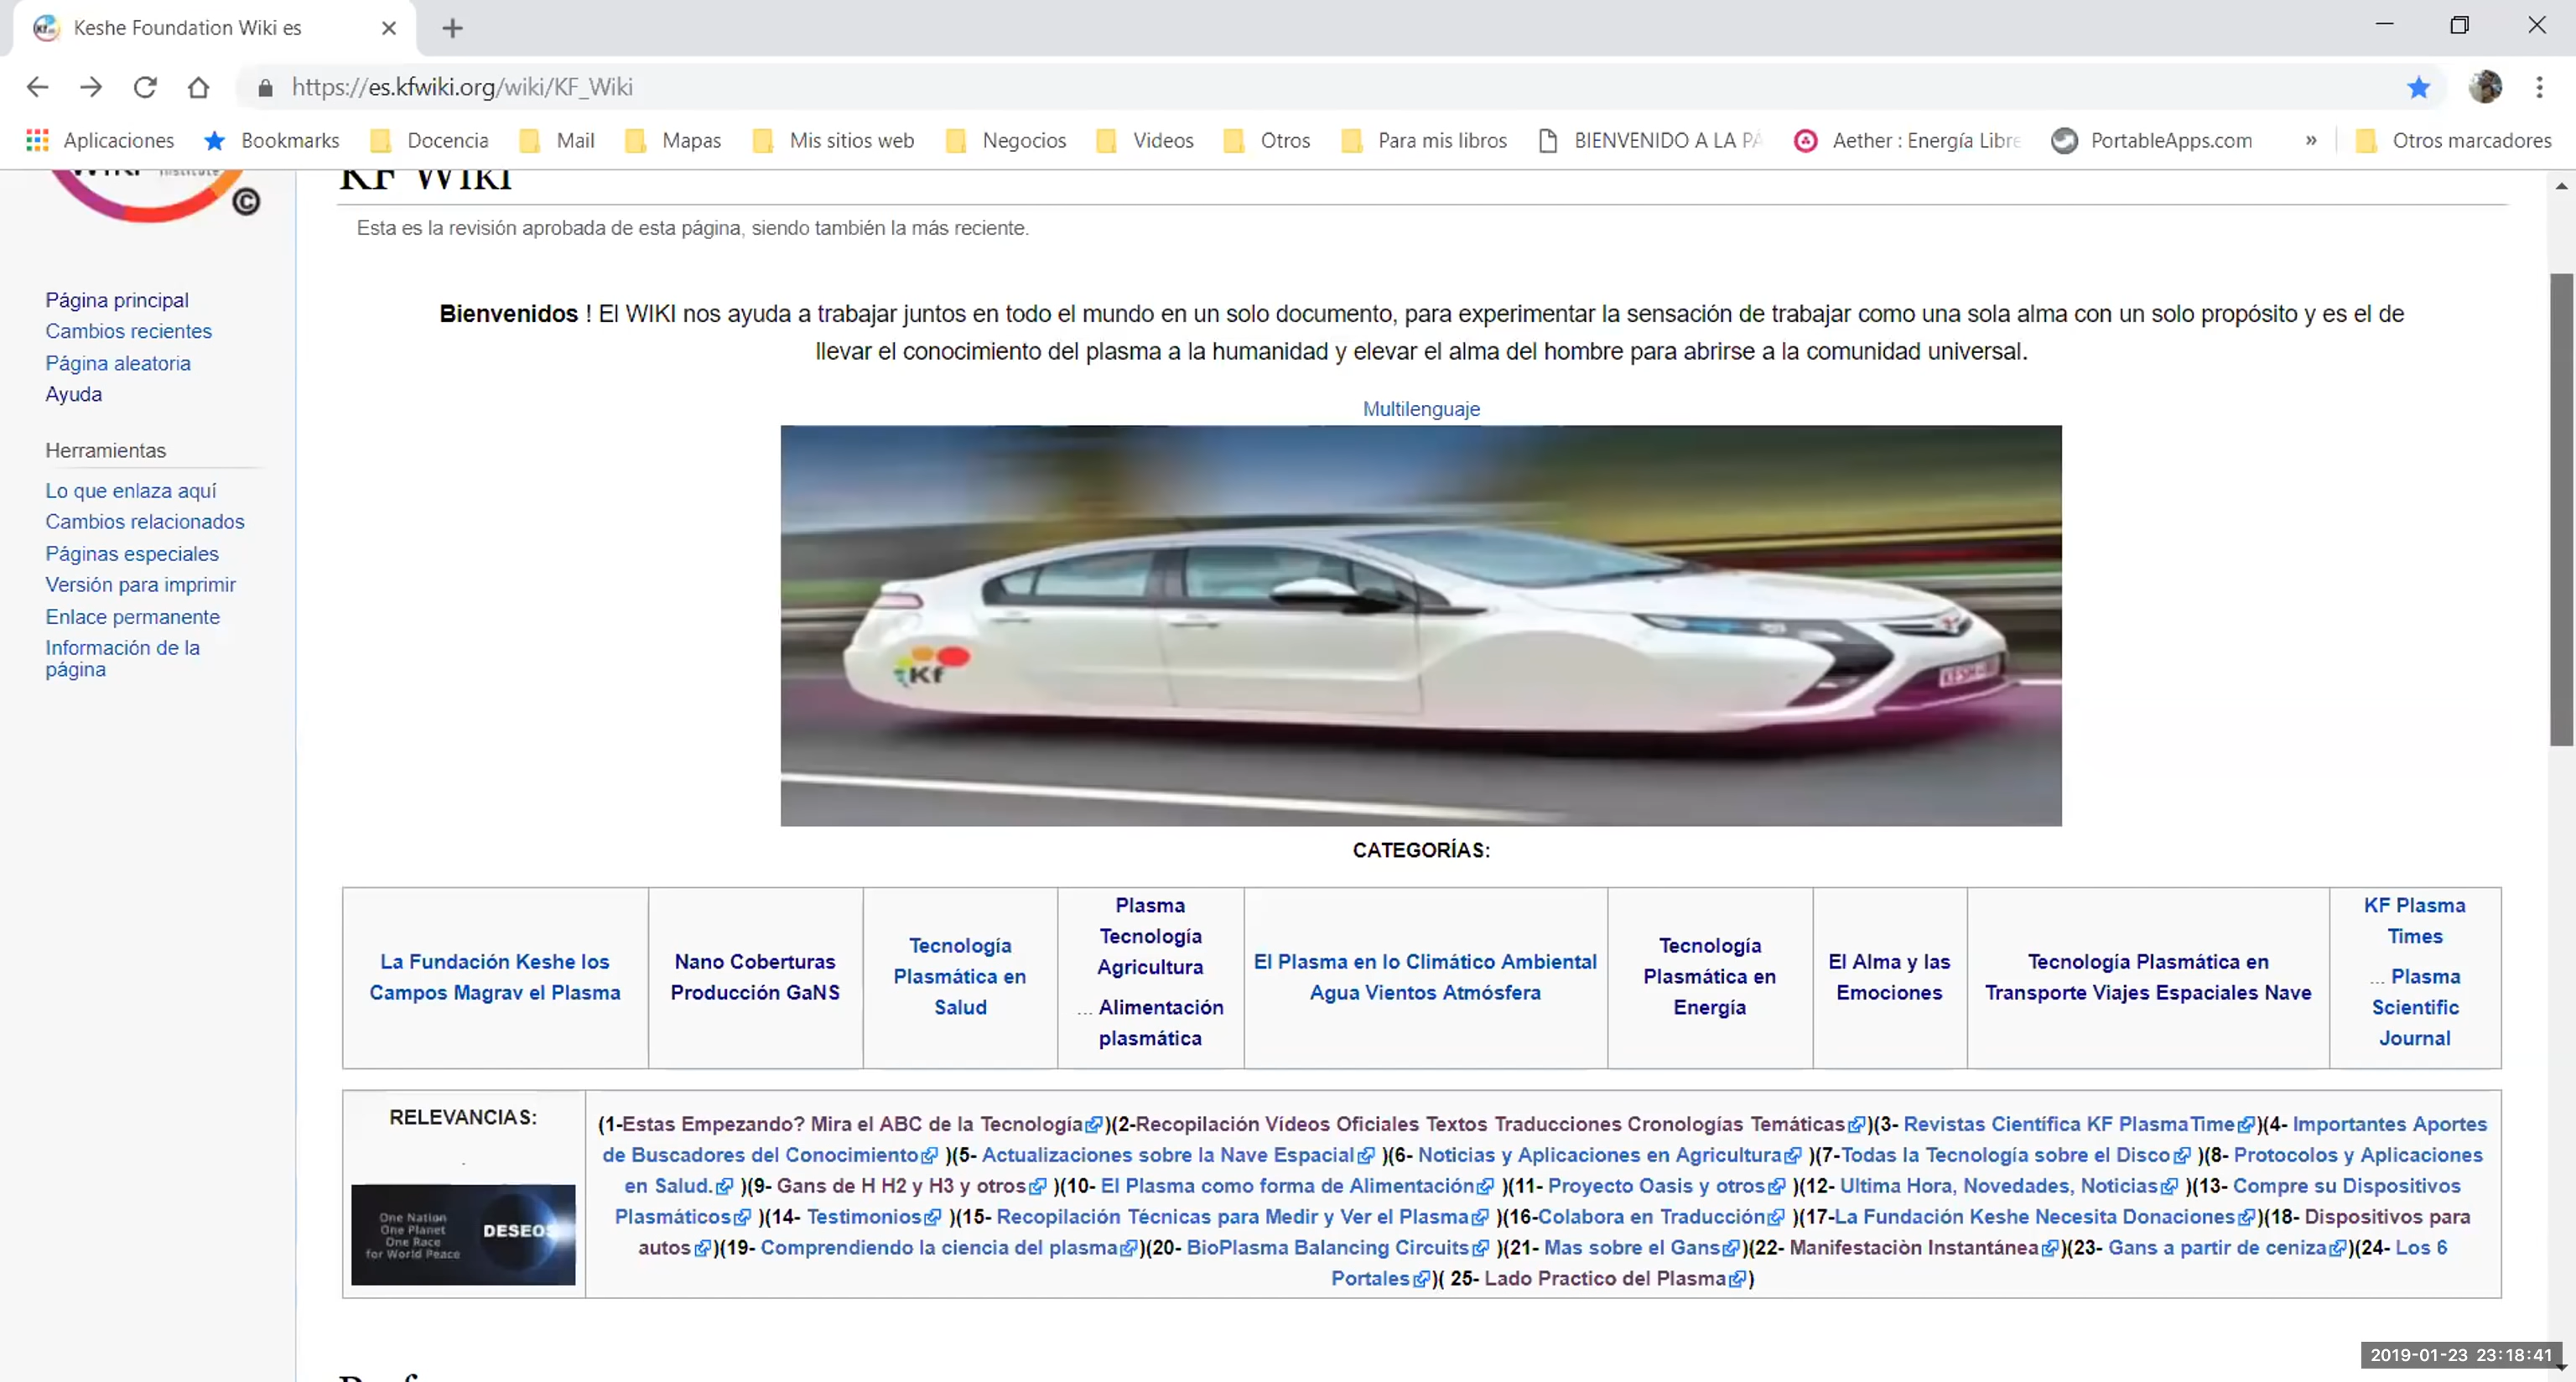 Keshe Foundation Wiki es
https://es.kfwiki.org/wiki/KF_Wiki
Aplicaciones Bookmarks Docencia Mail Mapas Mis sitios web Negocios Videos Otros Para mis libros BIENVENIDO A LA PÁ Aether : Energía Libre PortableApps.com » Otros marcadores
WIKI Institute
©
KF Wiki
Esta es la revisión aprobada de esta página, siendo también la más reciente.
Página principal
Cambios recientes
Página aleatoria
Ayuda
Herramientas
Lo que enlaza aquí
Cambios relacionados
Páginas especiales
Versión para imprimir
Enlace permanente
Información de la
página
Bienvenidos ! El WIKI nos ayuda a trabajar juntos en todo el mundo en un solo documento, para experimentar la sensación de trabajar como una sola alma con un solo propósito y es el de
llevar el conocimiento del plasma a la humanidad y elevar el alma del hombre para abrirse a la comunidad universal.
Multilenguaje
Kf
CATEGORÍAS:
La Fundación Keshe los
Campos Magrav el Plasma
Nano Coberturas
Producción GaNS
Tecnología
Plasmática en
Salud
Plasma
Tecnología
Agricultura
... Alimentación
plasmática
El Plasma en lo Climático Ambiental
Agua Vientos Atmósfera
Tecnología
Plasmática en
Energía
El Alma y las
Emociones
Tecnología Plasmática en
Transporte Viajes Espaciales Nave
KF Plasma
Times
... Plasma
Scientific
Journal
RELEVANCIAS:
.
One Nation
One Planet
One Race
for World Peace
DESEOS
(1-Estas Empezando? Mira el ABC de la Tecnología)(2-Recopilación Vídeos Oficiales Textos Traducciones Cronologías Temáticas)(3- Revistas Científica KF PlasmaTime)(4- Importantes Aportes
de Buscadores del Conocimiento )(5- Actualizaciones sobre la Nave Espacial )(6- Noticias y Aplicaciones en Agricultura )(7-Todas la Tecnología sobre el Disco )(8- Protocolos y Aplicaciones
en Salud. )(9- Gans de H H2 y H3 y otros )(10- El Plasma como forma de Alimentación )(11- Proyecto Oasis y otros )(12- Ultima Hora, Novedades, Noticias )(13- Compre su Dispositivos
Plasmáticos )(14- Testimonios )(15- Recopilación Técnicas para Medir y Ver el Plasma )(16-Colabora en Traducción )(17-La Fundación Keshe Necesita Donaciones)(18- Dispositivos para
autos )(19- Comprendiendo la ciencia del plasma)(20- BioPlasma Balancing Circuits )(21- Mas sobre el Gans)(22- Manifestaciòn Instantánea)(23- Gans a partir de ceniza)(24- Los 6
Portales)( 25- Lado Practico del Plasma)
2019-01-23 23:18:41